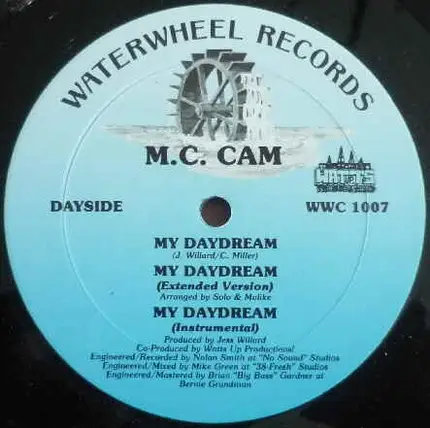 WATERWHEEL RECORDS
M.C. CAM
WATTS
DAYSIDE
WWC 1007
MY DAYDREAM
(J. Willard/C. Miller)
MY DAYDREAM
(Extended Version)
Arranged by Solo & Malike
MY DAYDREAM
(Instrumental)
Produced by Jess Willard
Co-Produced by Watts Up Productions!
Engineered/Recorded by Nolan Smith at "No Sound" Studios
Engineered/Mixed by Mike Green at "38-Fresh" Studios
Engineered/Mastered by Brian "Big Bass" Gardner at
Bernie Grundman